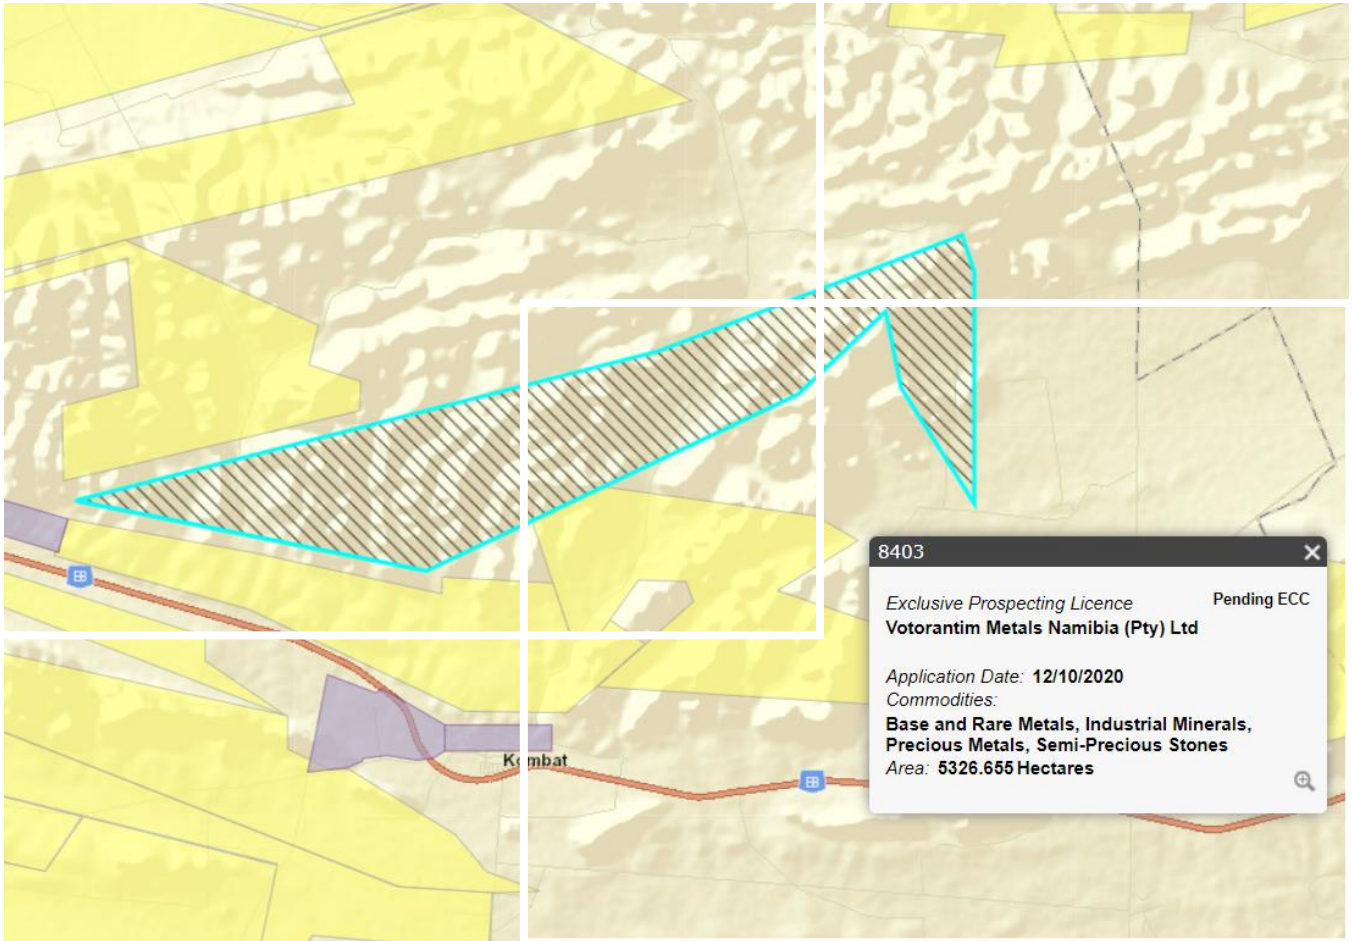 8403
Exclusive Prospecting Licence
Pending ECC
Votorantim Metals Namibia (Pty) Ltd
Application Date: 12/10/2020
Commodities:
Base and Rare Metals, Industrial Minerals,
Precious Metals, Semi-Precious Stones
Area: 5326.655 Hectares
Kombat